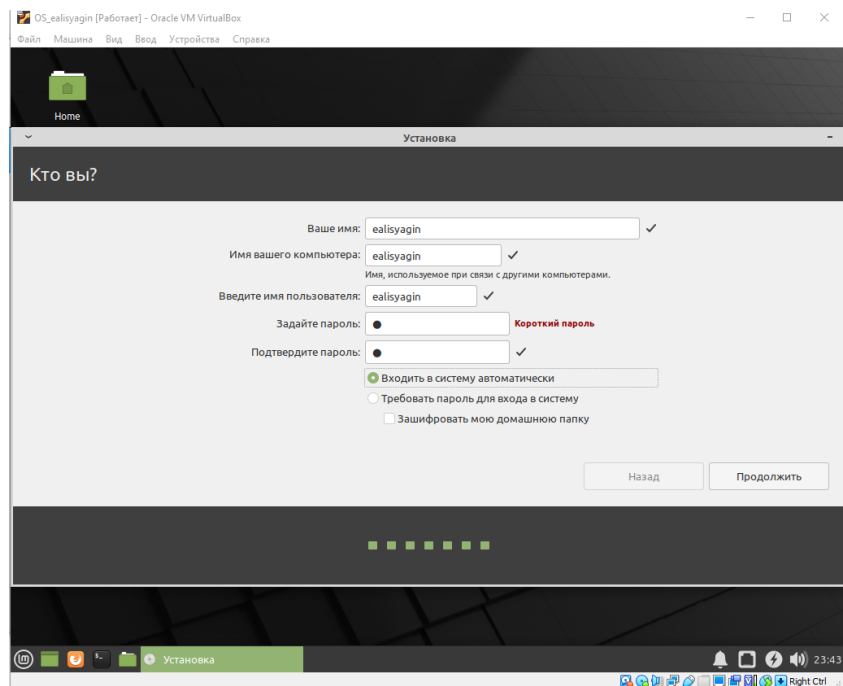 OS_ealisyagin [Работает] - Oracle VM VirtualBox
Файл Машина Вид Ввод Устройства Справка
Home
Установка
Кто вы?
Ваше имя: ealisyagin
Имя вашего компьютера: ealisyagin
Имя, используемое при связи с другими компьютерами.
Введите имя пользователя: ealisyagin
Задайте пароль: ● Короткий пароль
Подтвердите пароль: ●
Входить в систему автоматически
Требовать пароль для входа в систему
Зашифровать мою домашнюю папку
Назад Продолжить
Установка 23:43
Right Ctrl